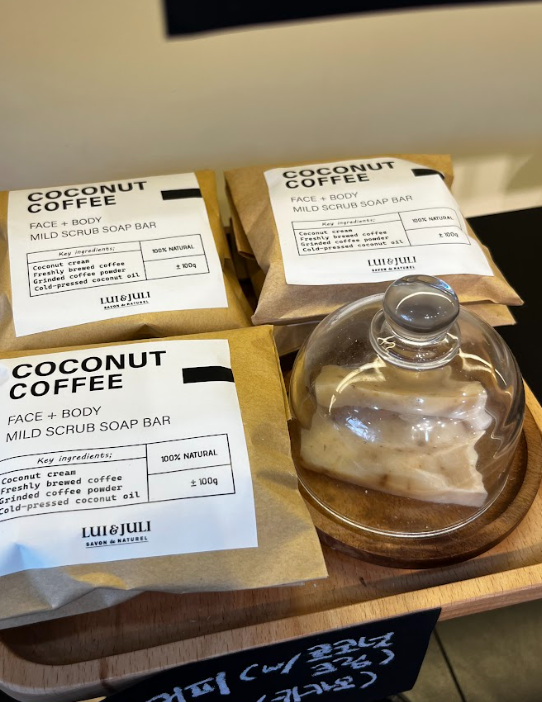 COCONUT
COFFEE
FACE + BODY
MILD SCRUB SOAP BAR
Key ingredients;
Coconut cream
Freshly brewed coffee
Grinded coffee powder
Cold-pressed coconut oil
100% NATURAL
± 100g
LUI&JULI
SAVON de NATUREL
COCONUT
COFFEE
FACE + BODY
MILD SCRUB SOAP BAR
Key ingredients;
Coconut cream
Freshly brewed coffee
Grinded coffee powder
Cold-pressed coconut oil
100% NATURAL
± 100g
LUI&JULI
SAVON de NATUREL
COCONUT
COFFEE
FACE + BODY
MILD SCRUB SOAP BAR
Key ingredients;
Coconut cream
Freshly brewed coffee
Grinded coffee powder
Cold-pressed coconut oil
100% NATURAL
± 100g
LUI&JULI
SAVON de NATUREL
(w/